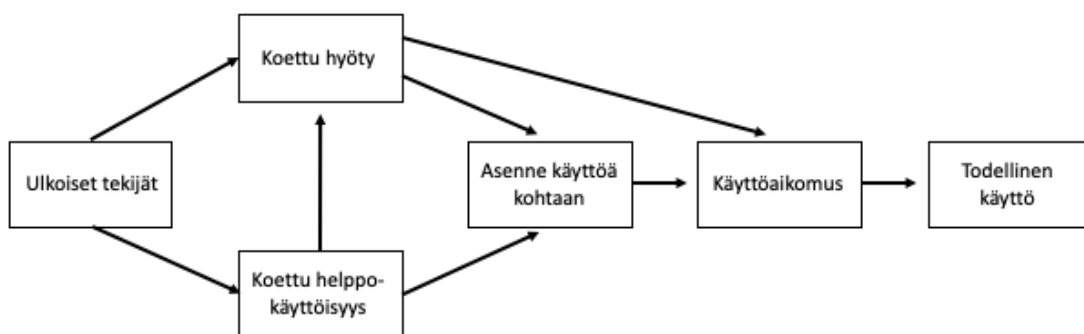 Koettu hyöty
Ulkoiset tekijät
Asenne käyttöä
kohtaan
Käyttöaikomus
Todellinen
käyttö
Koettu helppo-
käyttöisyys